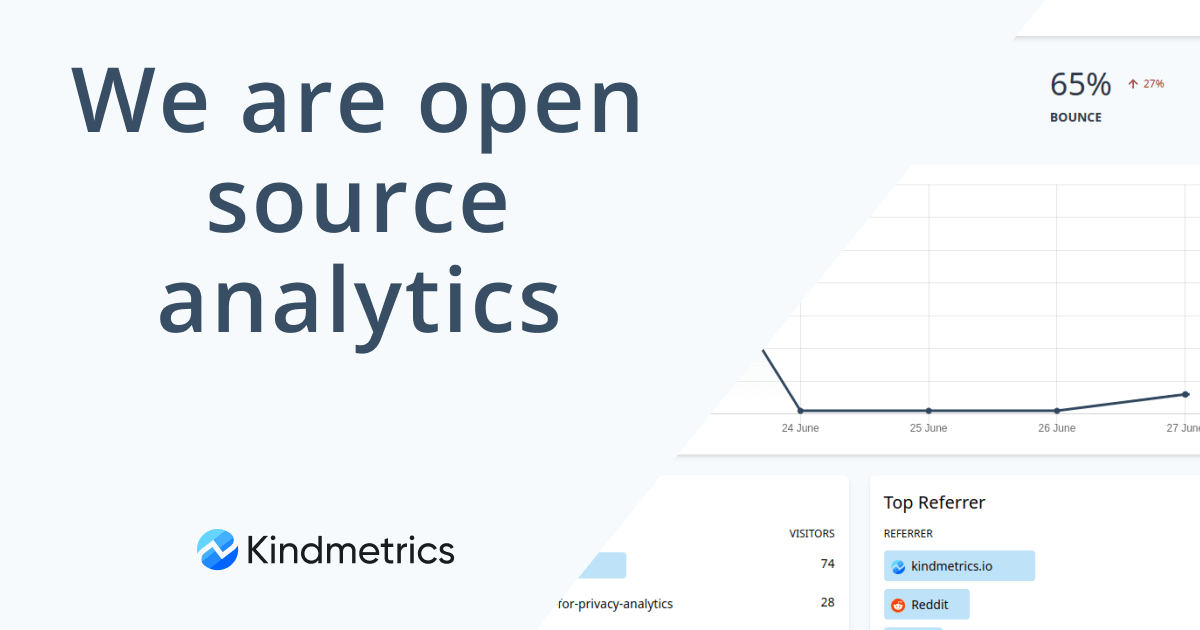 We are open
source
analytics
Kindmetrics
65% 27%
BOUNCE
24 June 25 June 26 June 27 June
VISITORS
74
for-privacy-analytics 28
Top Referrer
REFERRER
kindmetrics.io
Reddit